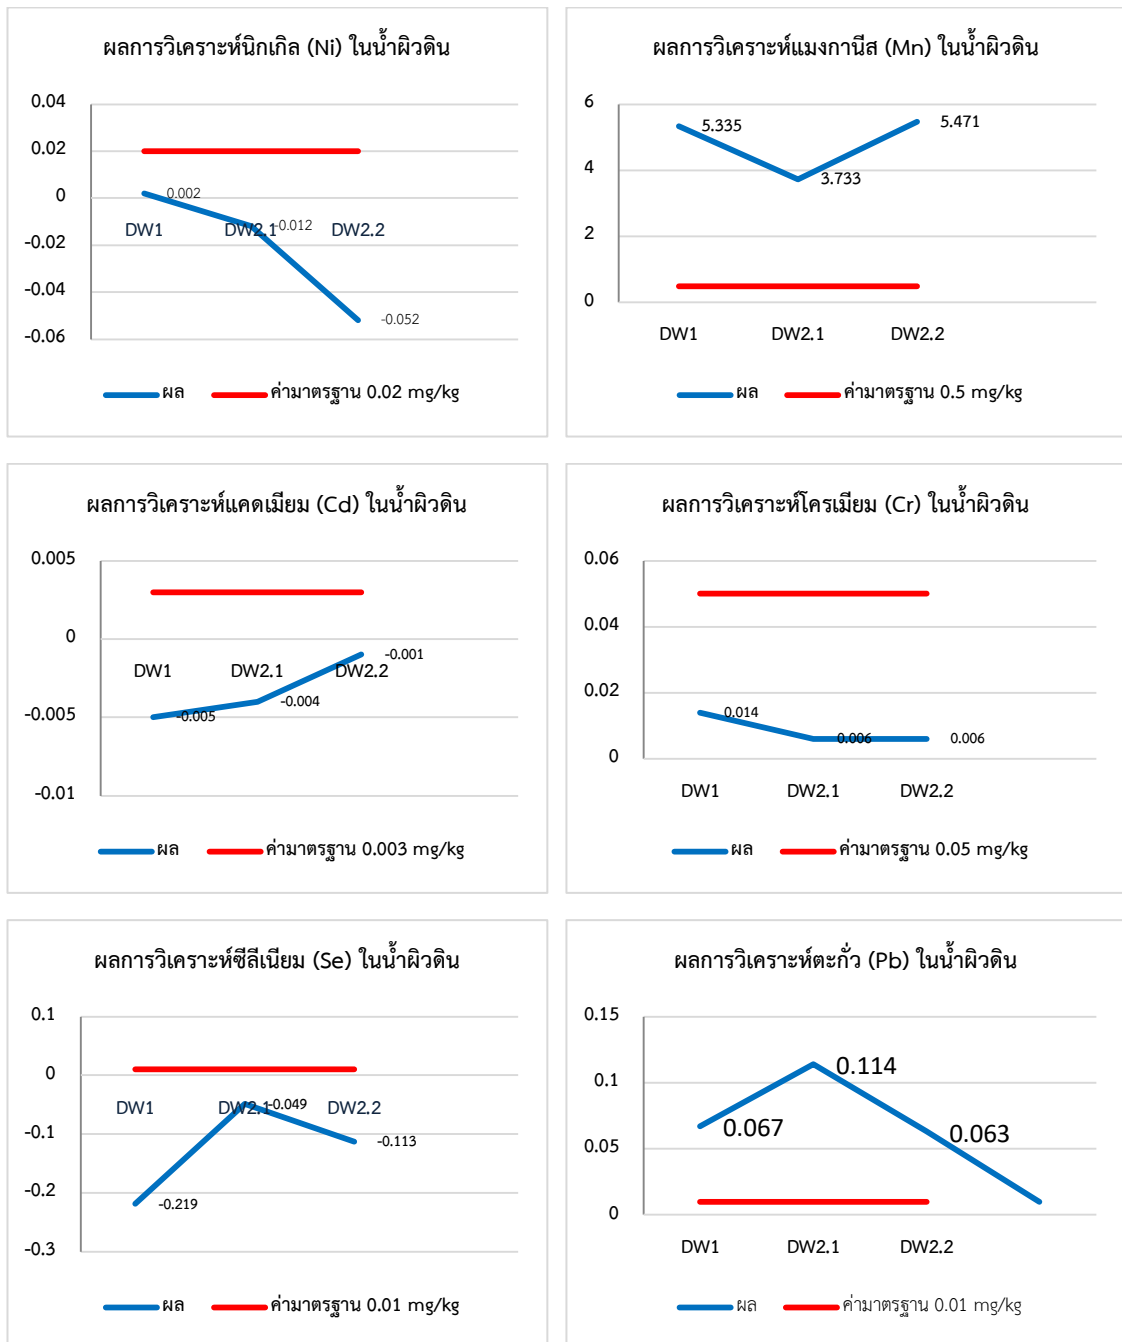 ผลการวิเคราะห์นิกเกิล (Ni) ในน้ำผิวดิน
0.04
0.02
0
-0.02
-0.04
-0.06
0.002
-0.012
-0.052
DW1
DW2.1
DW2.2
ผล
ค่ามาตรฐาน 0.02 mg/kg
ผลการวิเคราะห์แมงกานีส (Mn) ในน้ำผิวดิน
6
4
2
0
5.335
3.733
5.471
DW1
DW2.1
DW2.2
ผล
ค่ามาตรฐาน 0.5 mg/kg
ผลการวิเคราะห์แคดเมียม (Cd) ในน้ำผิวดิน
0.005
0
-0.005
-0.01
-0.005
-0.004
-0.001
DW1
DW2.1
DW2.2
ผล
ค่ามาตรฐาน 0.003 mg/kg
ผลการวิเคราะห์โครเมียม (Cr) ในน้ำผิวดิน
0.06
0.04
0.02
0
0.014
0.006
0.006
DW1
DW2.1
DW2.2
ผล
ค่ามาตรฐาน 0.05 mg/kg
ผลการวิเคราะห์ซีลีเนียม (Se) ในน้ำผิวดิน
0.1
0
-0.1
-0.2
-0.3
-0.219
-0.049
-0.113
DW1
DW2.1
DW2.2
ผล
ค่ามาตรฐาน 0.01 mg/kg
ผลการวิเคราะห์ตะกั่ว (Pb) ในน้ำผิวดิน
0.15
0.1
0.05
0
0.067
0.114
0.063
DW1
DW2.1
DW2.2
ผล
ค่ามาตรฐาน 0.01 mg/kg